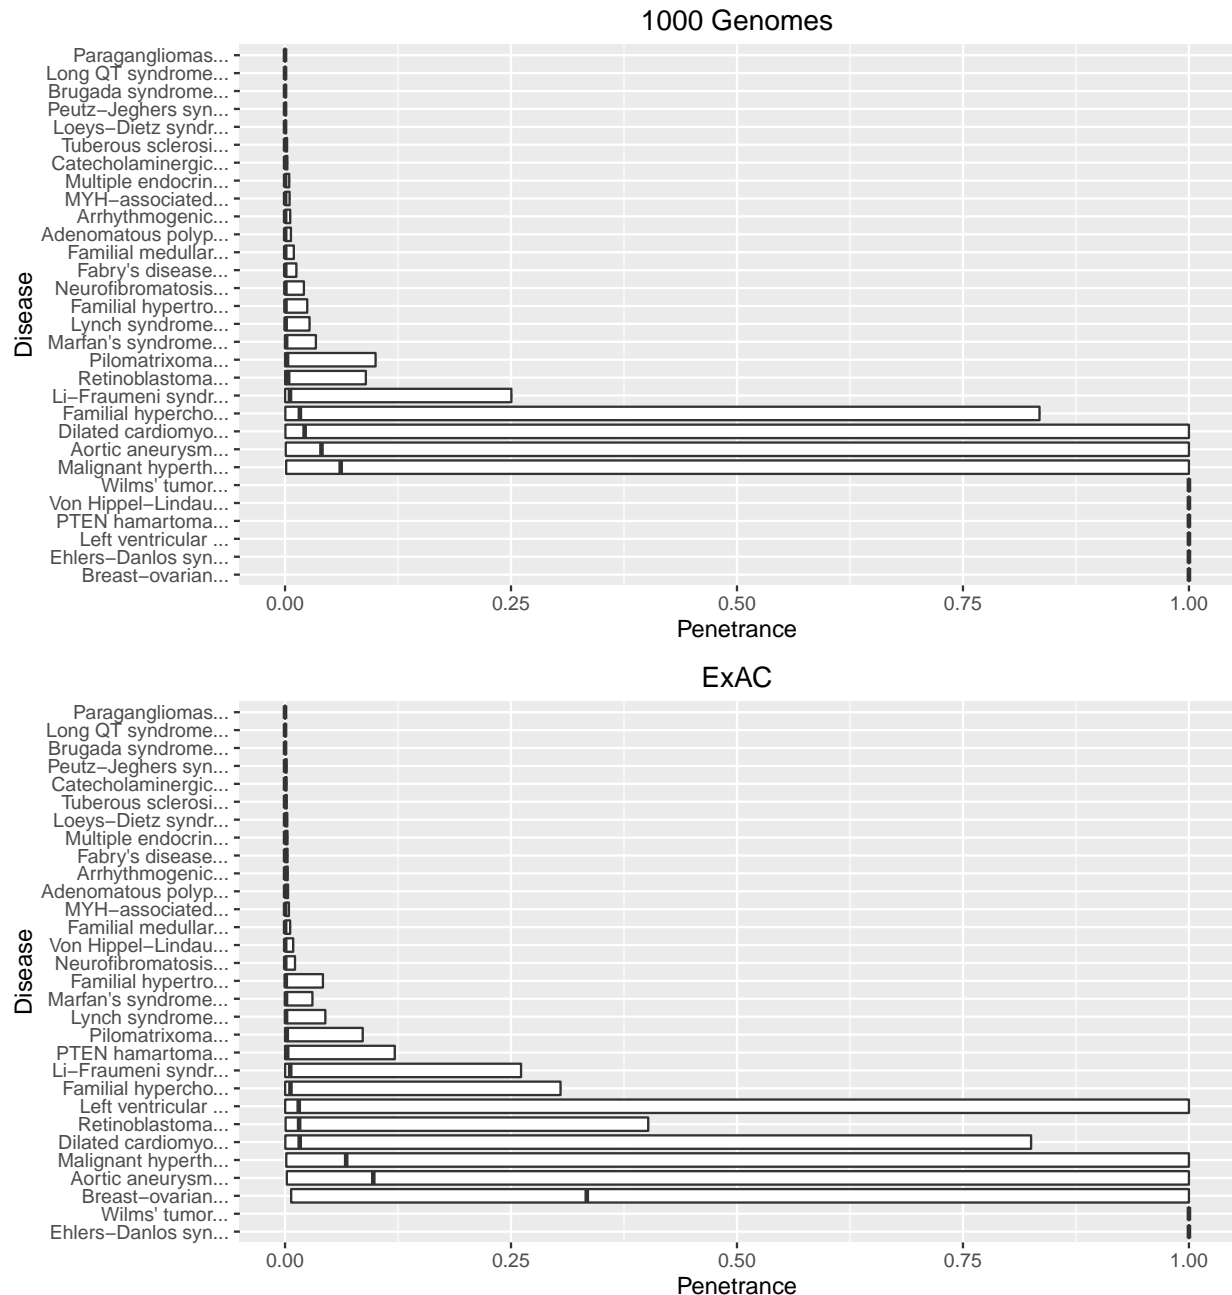 1000 Genomes
Disease
Paragangliomas...
Long QT syndrome...
Brugada syndrome...
Peutz−Jeghers syn...
Loeys−Dietz syndr...
Tuberous sclerosi...
Catecholaminergic...
Multiple endocrin...
MYH−associated...
Arrhythmogenic...
Adenomatous polyp...
Familial medullar...
Fabry's disease...
Neurofibromatosis...
Familial hypertro...
Lynch syndrome...
Marfan's syndrome...
Pilomatrixoma...
Retinoblastoma...
Li−Fraumeni syndr...
Familial hypercho...
Dilated cardiomyo...
Aortic aneurysm...
Malignant hyperth...
Wilms' tumor...
Von Hippel−Lindau...
PTEN hamartoma...
Left ventricular ...
Ehlers−Danlos syn...
Breast−ovarian...
0.00 0.25 0.50 0.75 1.00
Penetrance
ExAC
Disease
Paragangliomas...
Long QT syndrome...
Brugada syndrome...
Peutz−Jeghers syn...
Catecholaminergic...
Tuberous sclerosi...
Loeys−Dietz syndr...
Multiple endocrin...
Fabry's disease...
Arrhythmogenic...
Adenomatous polyp...
MYH−associated...
Familial medullar...
Von Hippel−Lindau...
Neurofibromatosis...
Familial hypertro...
Marfan's syndrome...
Lynch syndrome...
Pilomatrixoma...
PTEN hamartoma...
Li−Fraumeni syndr...
Familial hypercho...
Left ventricular ...
Retinoblastoma...
Dilated cardiomyo...
Malignant hyperth...
Aortic aneurysm...
Breast−ovarian...
Wilms' tumor...
Ehlers−Danlos syn...
0.00 0.25 0.50 0.75 1.00
Penetrance